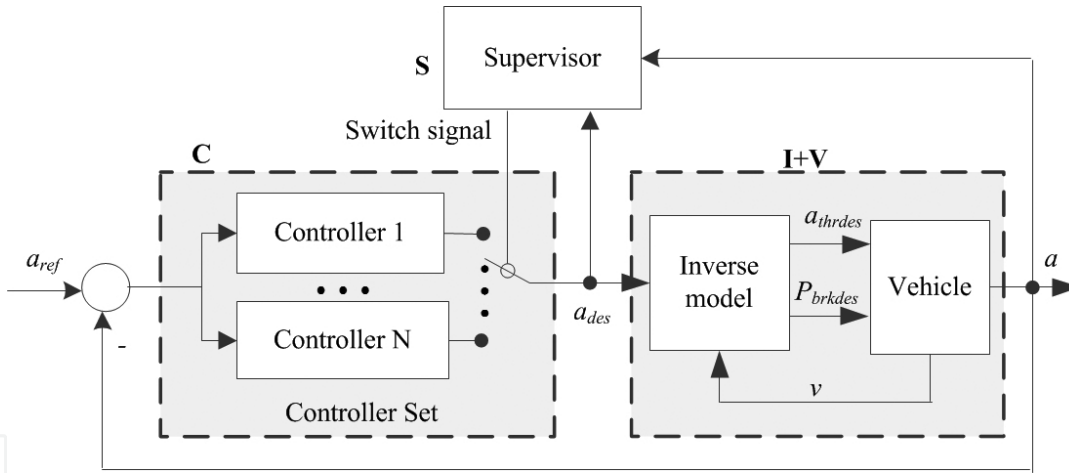 Supervisor
S
Switch signal
C
I+V
Controller 1
a_thrdes
a_ref
Inverse
model
Vehicle
a
• • •
P_brkdes
a_des
Controller N
-
v
Controller Set